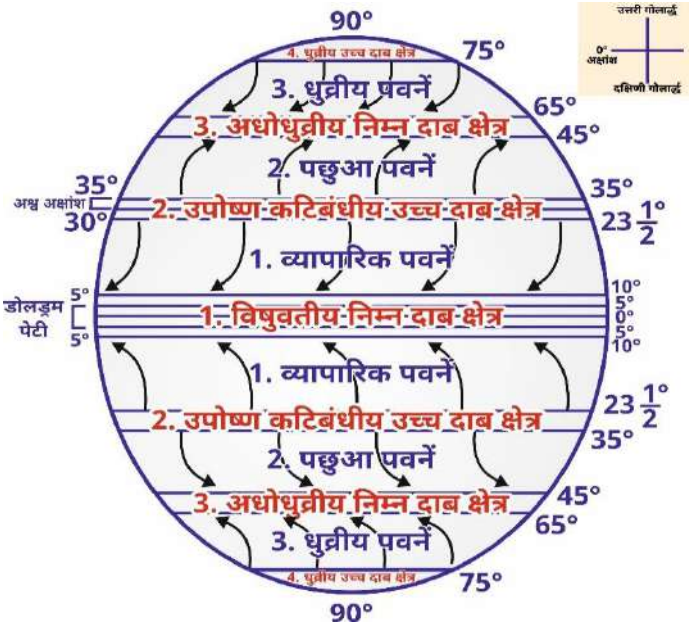 90°
उत्तरी गोलार्द्ध
0°
अक्षांश
दक्षिणी गोलार्द्ध
4. ध्रुवीय उच्च दाब क्षेत्र
75°
3. धुव्रीय पवनें
65°
3. अधोधुव्रीय निम्न दाब क्षेत्र
45°
2. पछुआ पवनें
35°
35°
अश्व अक्षांश
2. उपोष्ण कटिबंधीय उच्च दाब क्षेत्र
30°
23 1/2°
1. व्यापारिक पवनें
10°
5°
5°
डोलड्रम
पेटी
1. विषुवतीय निम्न दाब क्षेत्र
0°
5°
5°
10°
1. व्यापारिक पवनें
23 1/2°
2. उपोष्ण कटिबंधीय उच्च दाब क्षेत्र
35°
2. पछुआ पवनें
45°
3. अधोधुव्रीय निम्न दाब क्षेत्र
65°
3. धुव्रीय पवनें
4. ध्रुवीय उच्च दाब क्षेत्र
75°
90°